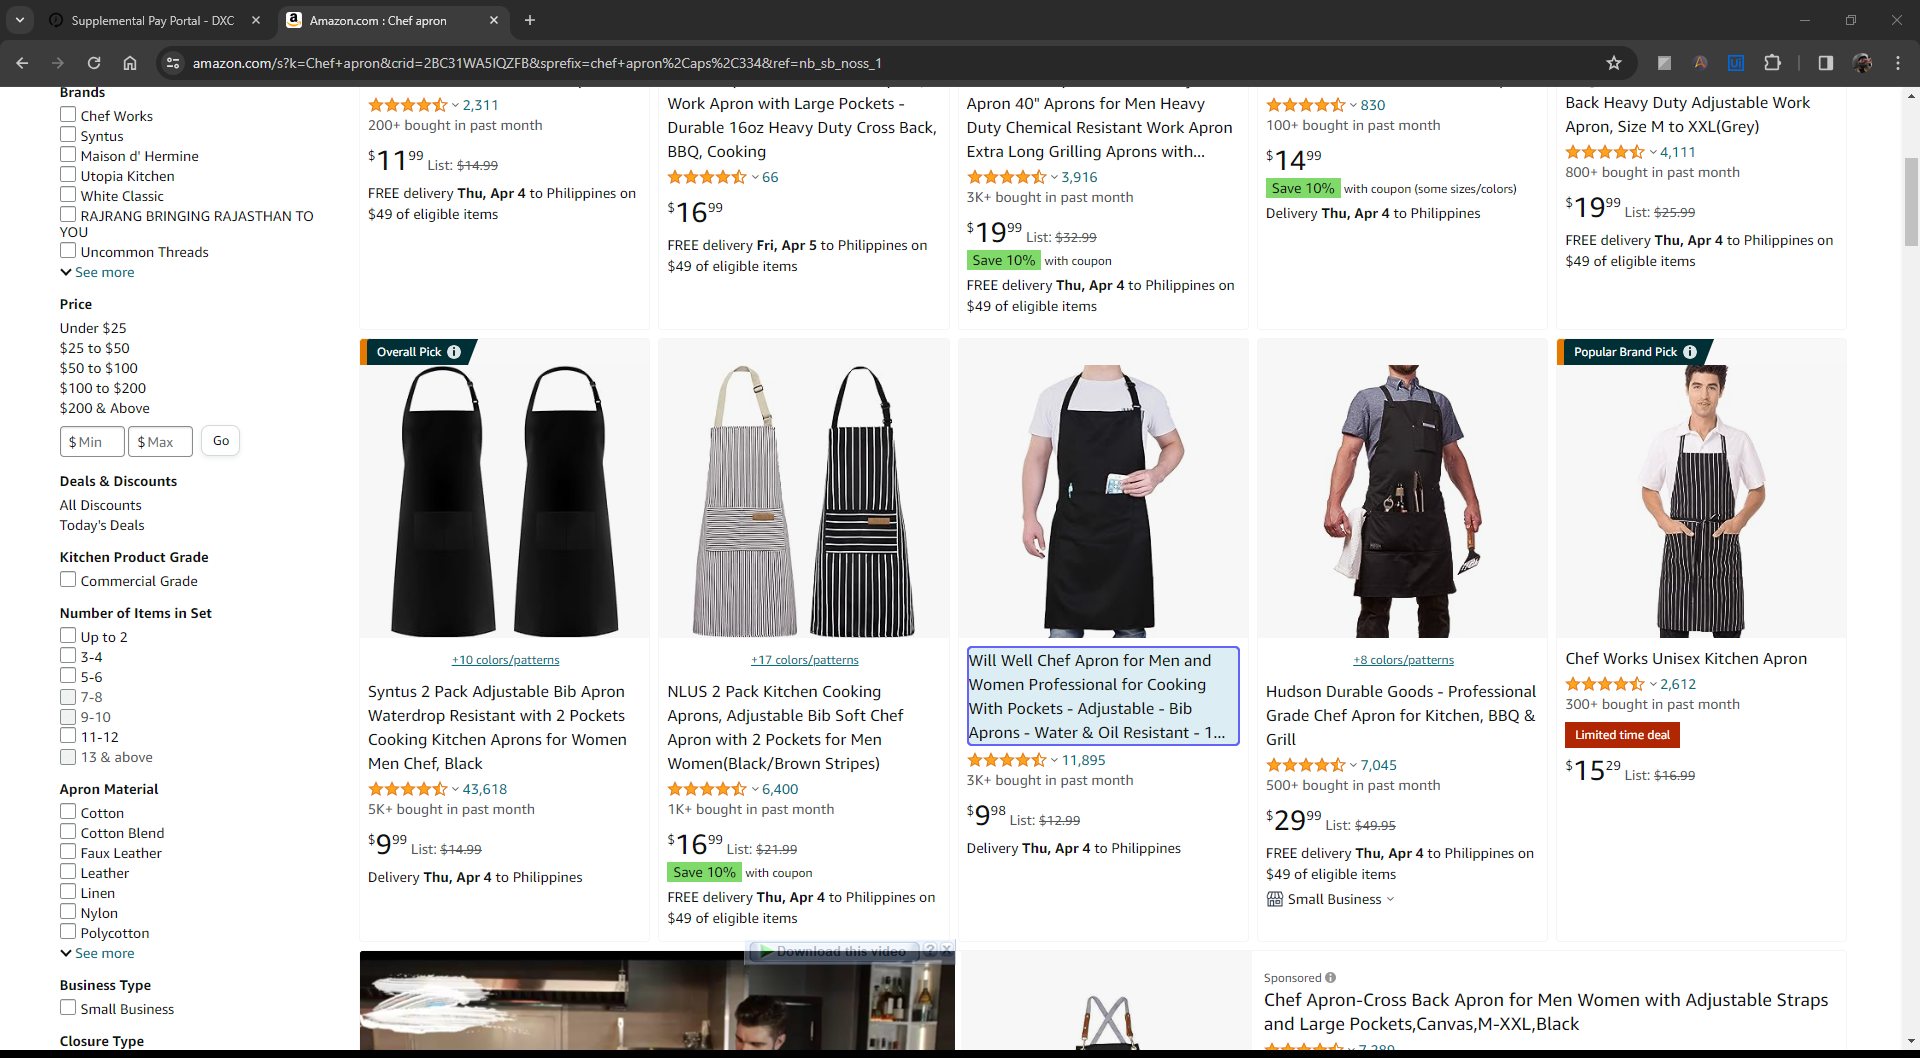 Supplemental Pay Portal - DXC
Amazon.com : Chef apron
amazon.com/s?k=Chef+apron&crid=2BC31WA5IQZFB&sprefix=chef+apron%2Caps%2C334&ref=nb_sb_noss_1
Brands
Chef Works
Syntus
Maison d' Hermine
Utopia Kitchen
White Classic
RAJRANG BRINGING RAJASTHAN TO
YOU
Uncommon Threads
See more
Price
Under $25
$25 to $50
$50 to $100
$100 to $200
$200 & Above
$ Min $ Max Go
Deals & Discounts
All Discounts
Today's Deals
Kitchen Product Grade
Commercial Grade
Number of Items in Set
Up to 2
3-4
5-6
7-8
9-10
11-12
13 & above
Apron Material
Cotton
Cotton Blend
Faux Leather
Leather
Linen
Nylon
Polycotton
See more
Business Type
Small Business
Closure Type
2,311
200+ bought in past month
$11.99 List: $14.99
FREE delivery Thu, Apr 4 to Philippines on
$49 of eligible items
Work Apron with Large Pockets -
Durable 16oz Heavy Duty Cross Back,
BBQ, Cooking
66
$16.99
FREE delivery Fri, Apr 5 to Philippines on
$49 of eligible items
Apron 40" Aprons for Men Heavy
Duty Chemical Resistant Work Apron
Extra Long Grilling Aprons with...
3,916
3K+ bought in past month
$19.99 List: $32.99
Save 10% with coupon
FREE delivery Thu, Apr 4 to Philippines on
$49 of eligible items
830
100+ bought in past month
$14.99
Save 10% with coupon (some sizes/colors)
Delivery Thu, Apr 4 to Philippines
Back Heavy Duty Adjustable Work
Apron, Size M to XXL(Grey)
4,111
800+ bought in past month
$19.99 List: $25.99
FREE delivery Thu, Apr 4 to Philippines on
$49 of eligible items
Overall Pick
+10 colors/patterns
Syntus 2 Pack Adjustable Bib Apron
Waterdrop Resistant with 2 Pockets
Cooking Kitchen Aprons for Women
Men Chef, Black
43,618
5K+ bought in past month
$9.99 List: $14.99
Delivery Thu, Apr 4 to Philippines
+17 colors/patterns
NLUS 2 Pack Kitchen Cooking
Aprons, Adjustable Bib Soft Chef
Apron with 2 Pockets for Men
Women(Black/Brown Stripes)
6,400
1K+ bought in past month
$16.99 List: $21.99
Save 10% with coupon
FREE delivery Thu, Apr 4 to Philippines on
$49 of eligible items
Will Well Chef Apron for Men and
Women Professional for Cooking
With Pockets - Adjustable - Bib
Aprons - Water & Oil Resistant - 1...
11,895
3K+ bought in past month
$9.98 List: $12.99
Delivery Thu, Apr 4 to Philippines
+8 colors/patterns
Hudson Durable Goods - Professional
Grade Chef Apron for Kitchen, BBQ &
Grill
7,045
500+ bought in past month
$29.99 List: $49.95
FREE delivery Thu, Apr 4 to Philippines on
$49 of eligible items
Small Business
Popular Brand Pick
Chef Works Unisex Kitchen Apron
2,612
300+ bought in past month
Limited time deal
$15.29 List: $16.99
Download this video
Sponsored
Chef Apron-Cross Back Apron for Men Women with Adjustable Straps
and Large Pockets,Canvas,M-XXL,Black
7,289